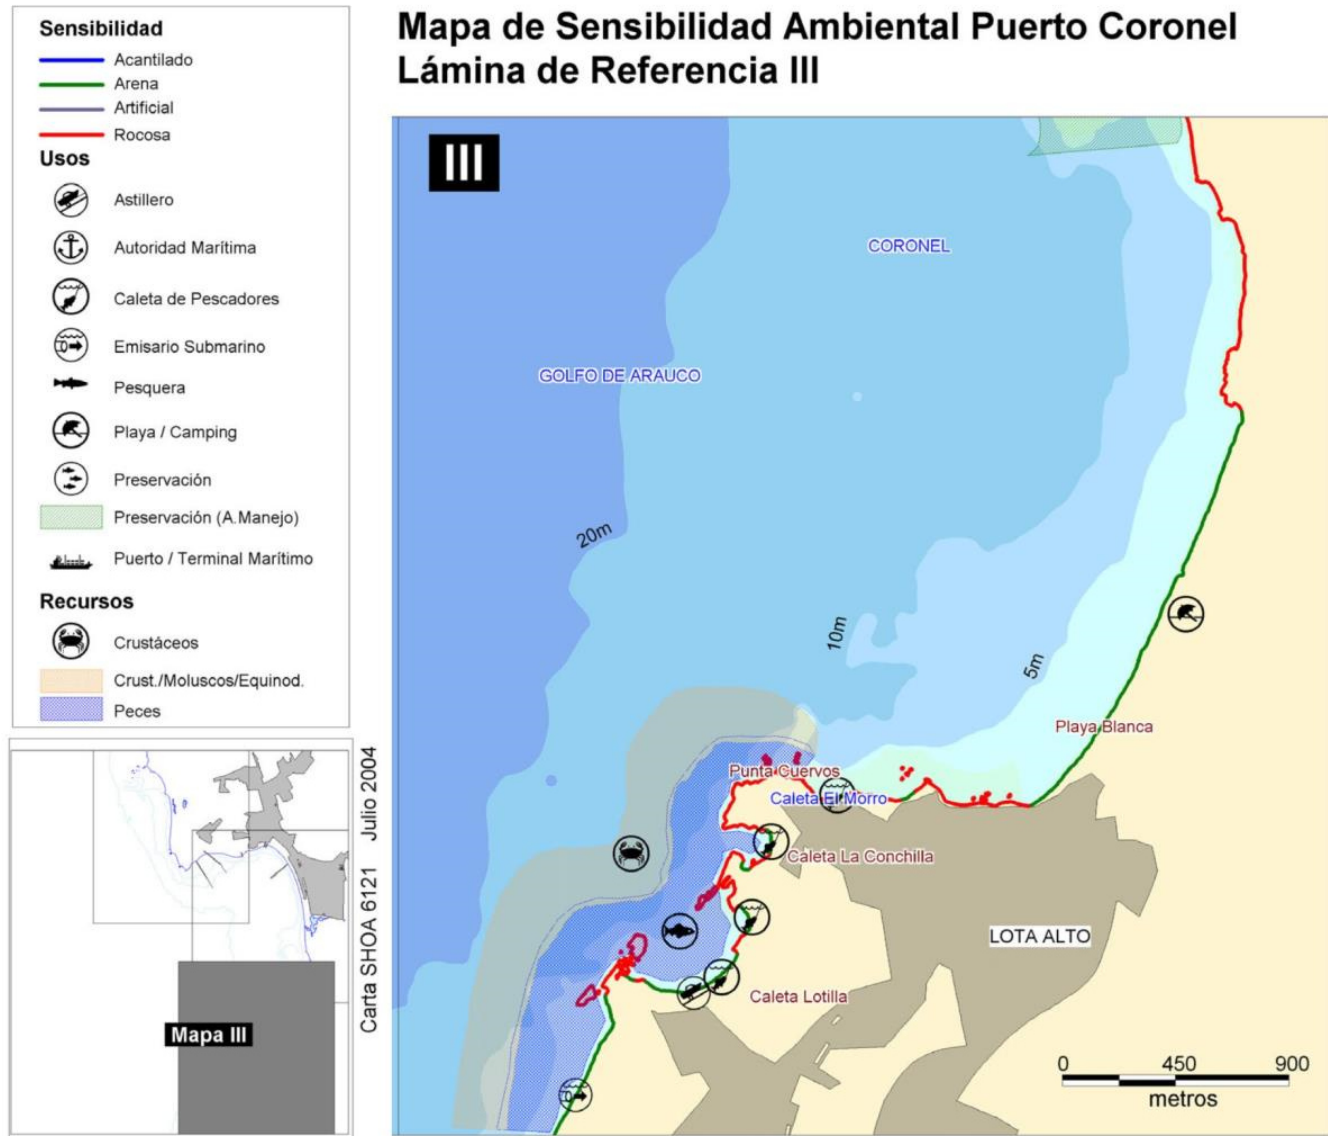 Mapa de Sensibilidad Ambiental Puerto Coronel
Lámina de Referencia III
Sensibilidad
Acantilado
Arena
Artificial
Rocosa
Usos
Astillero
Autoridad Marítima
Caleta de Pescadores
Emisario Submarino
Pesquera
Playa / Camping
Preservación
Preservación (A.Manejo)
Puerto / Terminal Marítimo
Recursos
Crustáceos
Crust./Moluscos/Equinod.
Peces
Mapa III
Carta SHOA 6121 Julio 2004
III
CORONEL
GOLFO DE ARAUCO
20m
10m
5m
Playa Blanca
Punta Cuervos
Caleta El Morro
Caleta La Conchilla
LOTA ALTO
Caleta Lotilla
0 450 900
metros